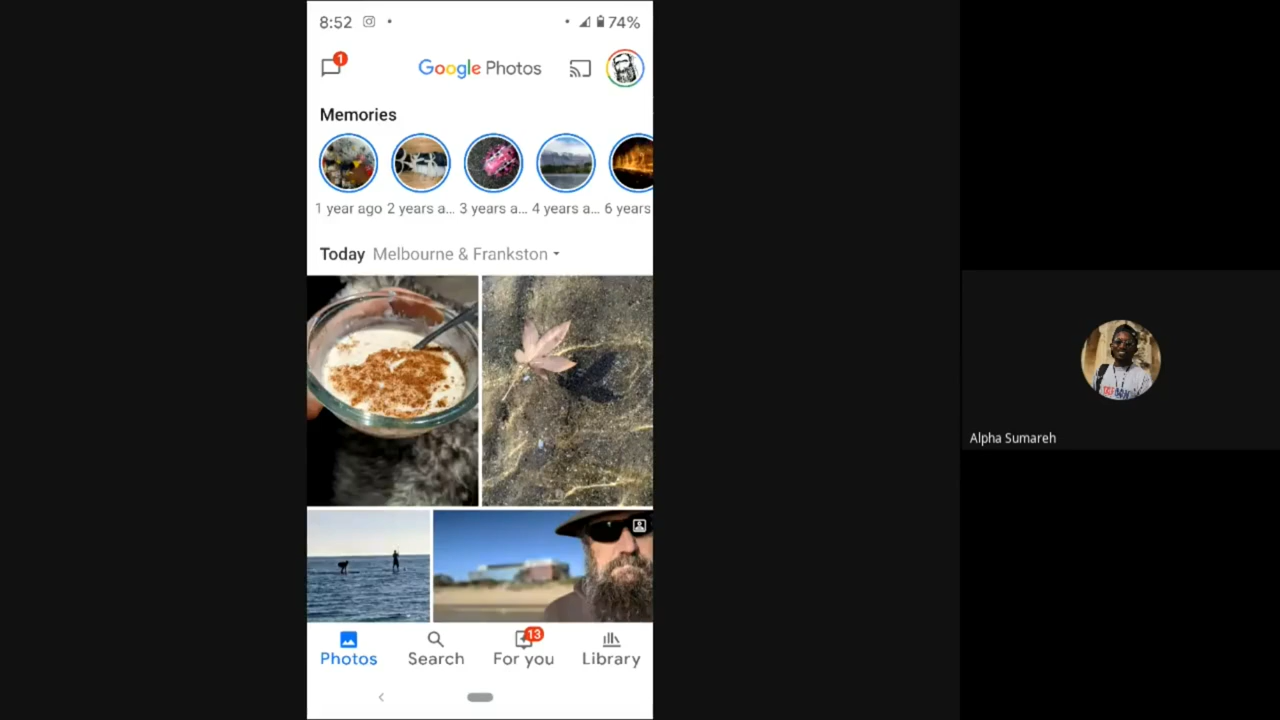 8:52
74%
1
Google Photos
Memories
1 year ago 2 years a... 3 years a... 4 years a... 6 years
Today Melbourne & Frankston
13
Photos Search For you Library
Alpha Sumareh